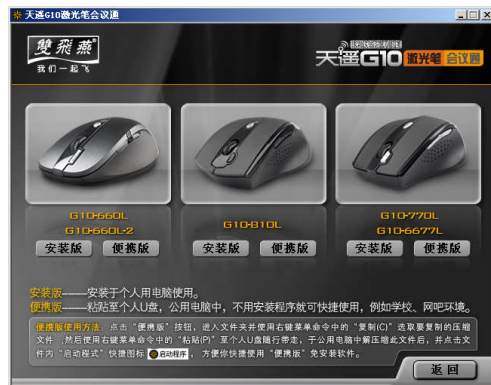 天遥G10激光笔会议通
雙飛燕
我们一起飞
天遥G10 激光笔 会议通
G10-660L
G10-660L-2
G10-810L
G10-770L
G10-6677L
安装版 便携版 安装版 便携版 安装版 便携版
安装版——安装于个人用电脑使用。
便携版——粘贴至个人U盘，公用电脑中，不用安装程序就可快捷使用，例如学校、网吧环境。
便携版使用方法：点击“便携版”按钮，进入文件夹并使用右键菜单命令中的“复制(C)”选取要复制的压缩
文件，然后使用右键菜单命令中的“粘贴(P)”至个人U盘随行带走，于公用电脑中解压缩此文件后，并点击文
件内“启动程式”快捷图标 启动程序，方便你快捷使用“便携版”免安装软件。
返回